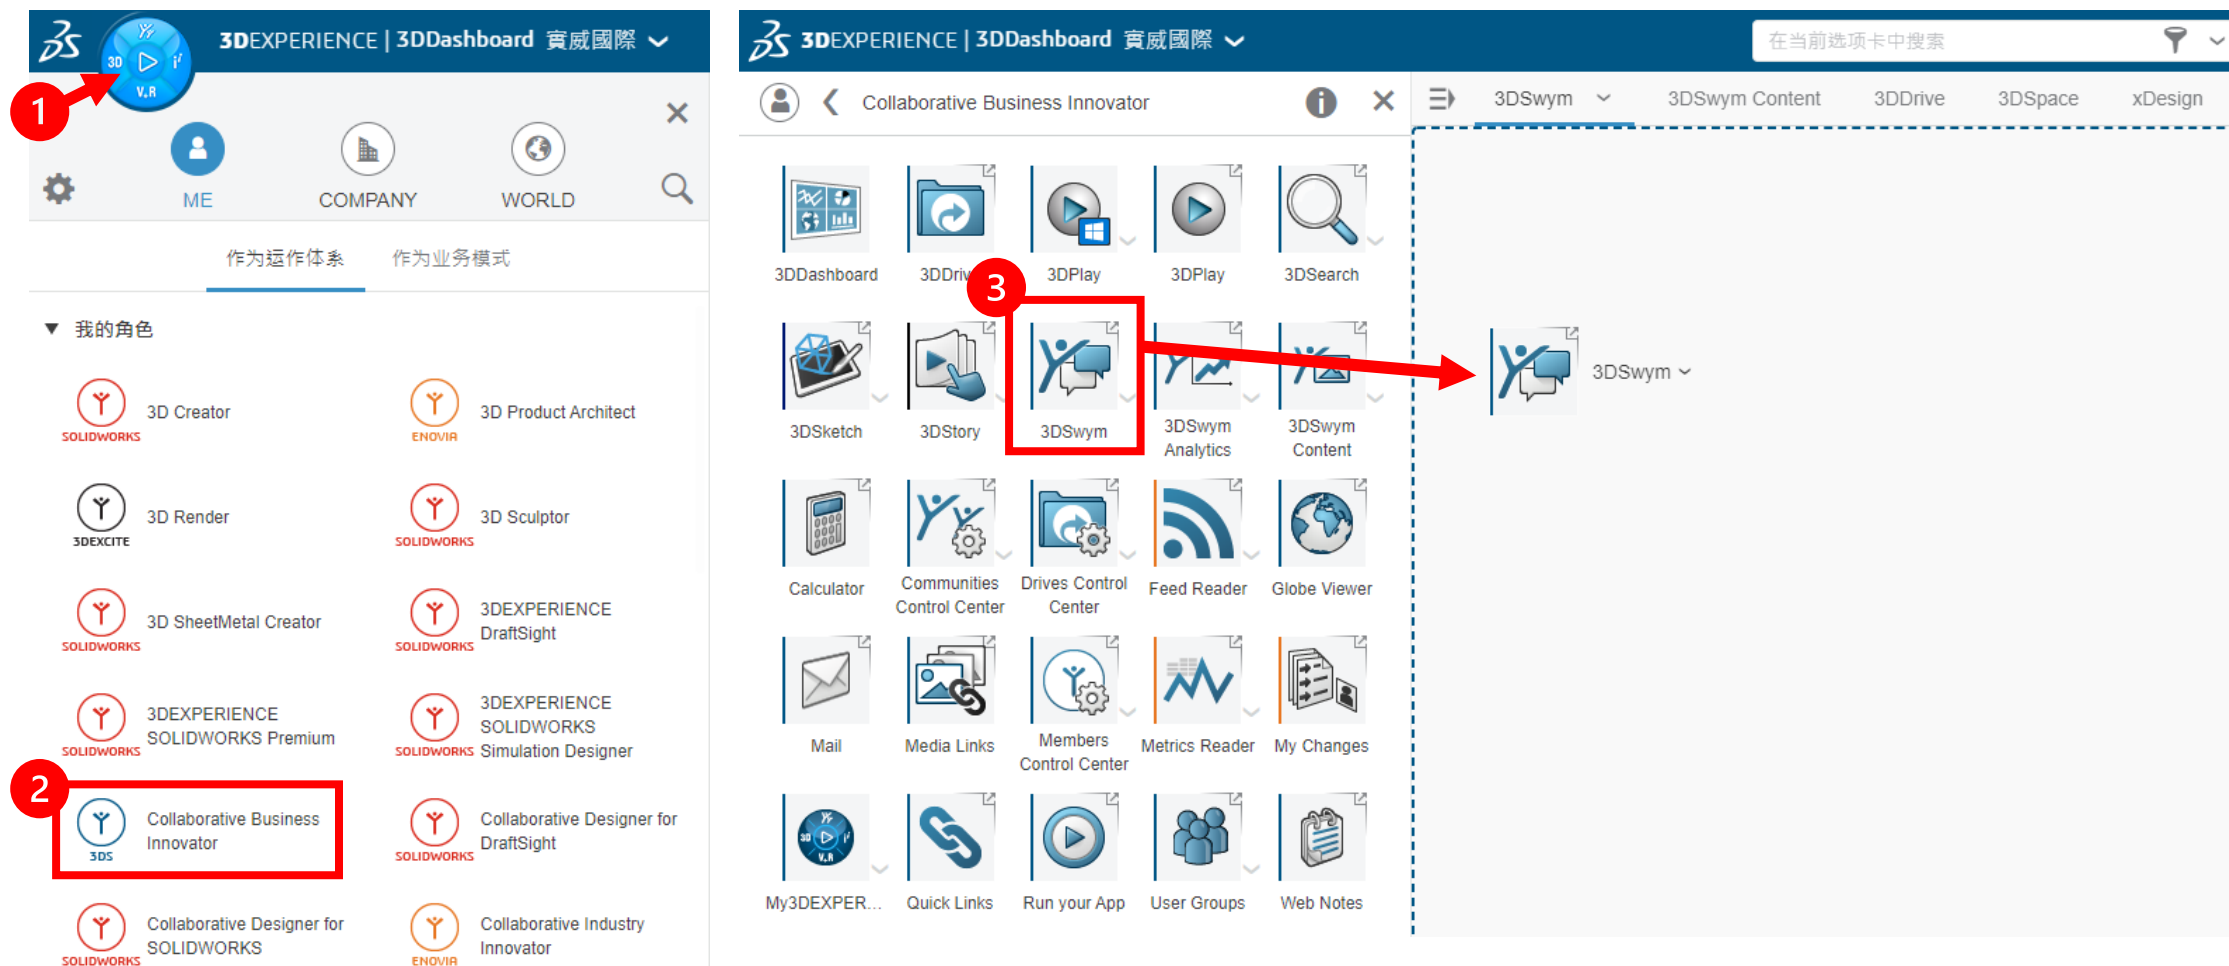 3DEXPERIENCE | 3DDashboard 實威國際
3D
i'
V.R
1
ME
COMPANY
WORLD
作为运作体系
作为业务模式
我的角色
SOLIDWORKS
3D Creator
ENOVIA
3D Product Architect
3DEXCITE
3D Render
SOLIDWORKS
3D Sculptor
SOLIDWORKS
3D SheetMetal Creator
SOLIDWORKS
3DEXPERIENCE
DraftSight
SOLIDWORKS
3DEXPERIENCE
SOLIDWORKS Premium
SOLIDWORKS
3DEXPERIENCE
SOLIDWORKS
Simulation Designer
2
3DS
Collaborative Business
Innovator
SOLIDWORKS
Collaborative Designer for
DraftSight
SOLIDWORKS
Collaborative Designer for
SOLIDWORKS
ENOVIA
Collaborative Industry
Innovator
3DEXPERIENCE | 3DDashboard 實威國際
在当前选项卡中搜索
Collaborative Business Innovator
3DSwym
3DSwym Content
3DDrive
3DSpace
xDesign
3DDashboard
3DDriv
3DPlay
3DPlay
3DSearch
3
3DSketch
3DStory
3DSwym
3DSwym
Analytics
3DSwym
Content
3DSwym
Calculator
Communities
Control Center
Drives Control
Center
Feed Reader
Globe Viewer
Mail
Media Links
Members
Control Center
Metrics Reader
My Changes
3D
i'
V.R
My3DEXPER...
Quick Links
Run your App
User Groups
Web Notes